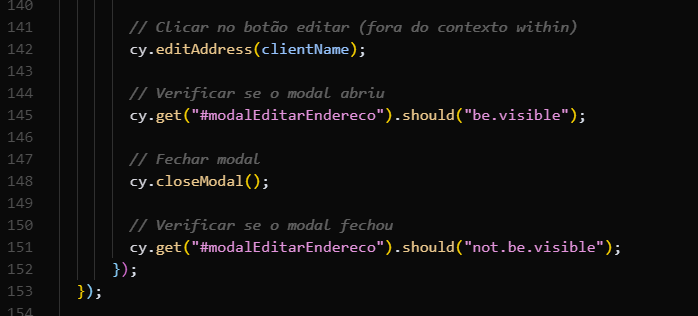 140
141 // Clicar no botão editar (fora do contexto within)
142 cy.editAddress(clientName);
143
144 // Verificar se o modal abriu
145 cy.get("#modalEditarEndereco").should("be.visible");
146
147 // Fechar modal
148 cy.closeModal();
149
150 // Verificar se o modal fechou
151 cy.get("#modalEditarEndereco").should("not.be.visible");
152 });
153 });
154